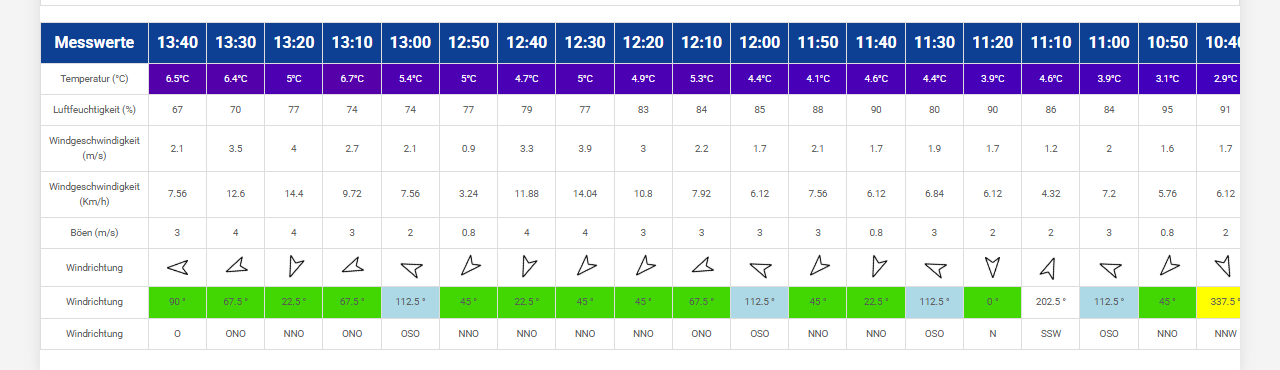 Messwerte 13:40 13:30 13:20 13:10 13:00 12:50 12:40 12:30 12:20 12:10 12:00 11:50 11:40 11:30 11:20 11:10 11:00 10:50 10:40
Temperatur (°C) 6.5°C 6.4°C 5°C 6.7°C 5.4°C 5°C 4.7°C 5°C 4.9°C 5.3°C 4.4°C 4.1°C 4.6°C 4.4°C 3.9°C 4.6°C 3.9°C 3.1°C 2.9°C
Luftfeuchtigkeit (%) 67 70 77 74 74 77 79 77 83 84 85 88 90 80 90 86 84 95 91
Windgeschwindigkeit
(m/s) 2.1 3.5 4 2.7 2.1 0.9 3.3 3.9 3 2.2 1.7 2.1 1.7 1.9 1.7 1.2 2 1.6 1.7
Windgeschwindigkeit
(Km/h) 7.56 12.6 14.4 9.72 7.56 3.24 11.88 14.04 10.8 7.92 6.12 7.56 6.12 6.84 6.12 4.32 7.2 5.76 6.12
Böen (m/s) 3 4 4 3 2 0.8 4 4 3 3 3 3 0.8 3 2 2 3 0.8 2
Windrichtung
Windrichtung 90 ° 67.5 ° 22.5 ° 67.5 ° 112.5 ° 45 ° 22.5 ° 45 ° 45 ° 67.5 ° 112.5 ° 45 ° 22.5 ° 112.5 ° 0 ° 202.5 ° 112.5 ° 45 ° 337.5 °
Windrichtung O ONO NNO ONO OSO NNO NNO NNO NNO ONO OSO NNO NNO OSO N SSW OSO NNO NNW